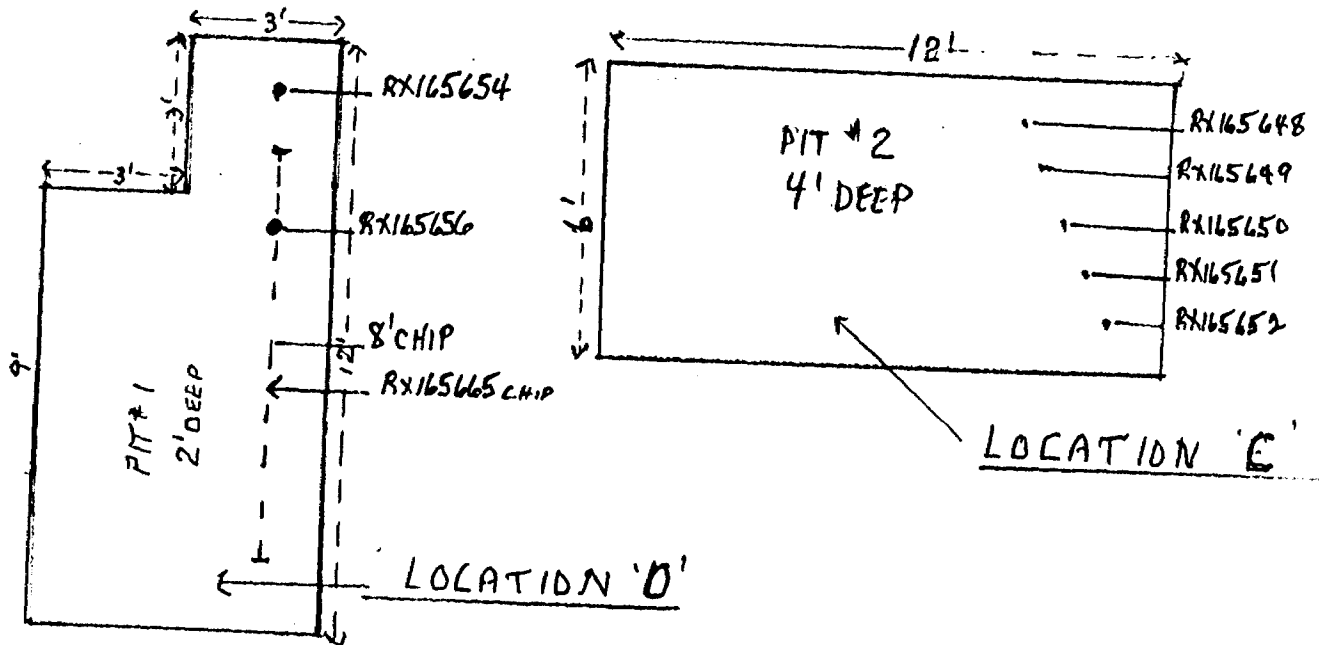 3'
RX165654
3'
3'
RX165656
8' CHIP
12'
RX165665 CHIP
9'
PIT #1
2' DEEP
LOCATION 'D'
12'
6'
PIT #2
4' DEEP
RX165648
RX165649
RX165650
RX165651
RX165652
LOCATION 'E'